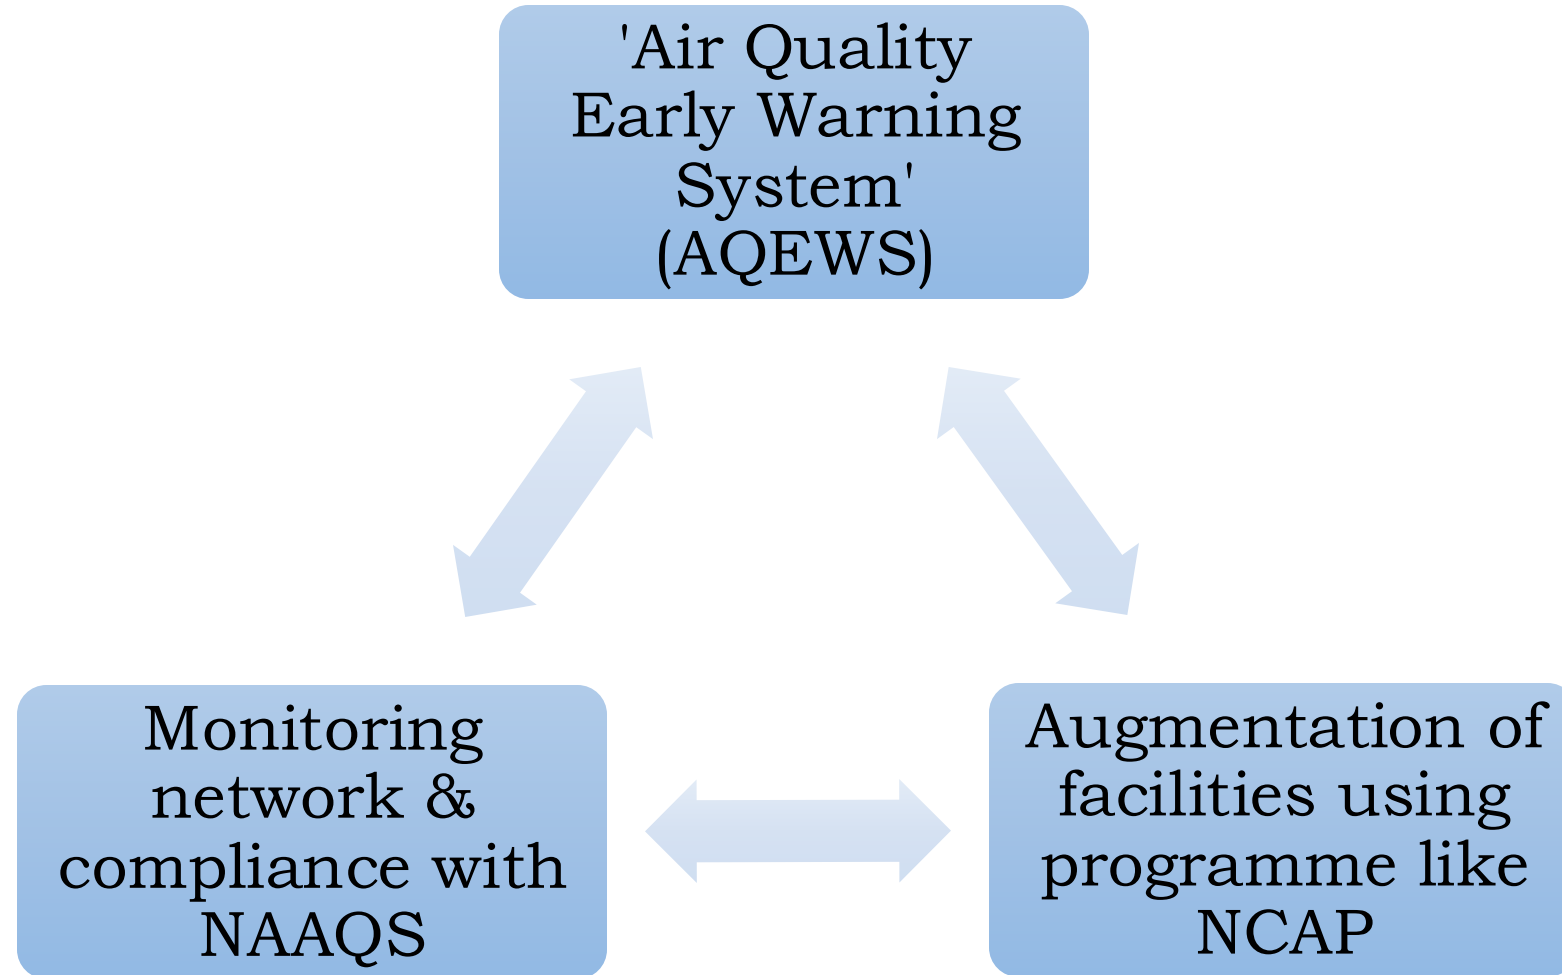 'Air Quality
Early Warning
System'
(AQEWS)
Monitoring
network &
compliance with
NAAQS
Augmentation of
facilities using
programme like
NCAP